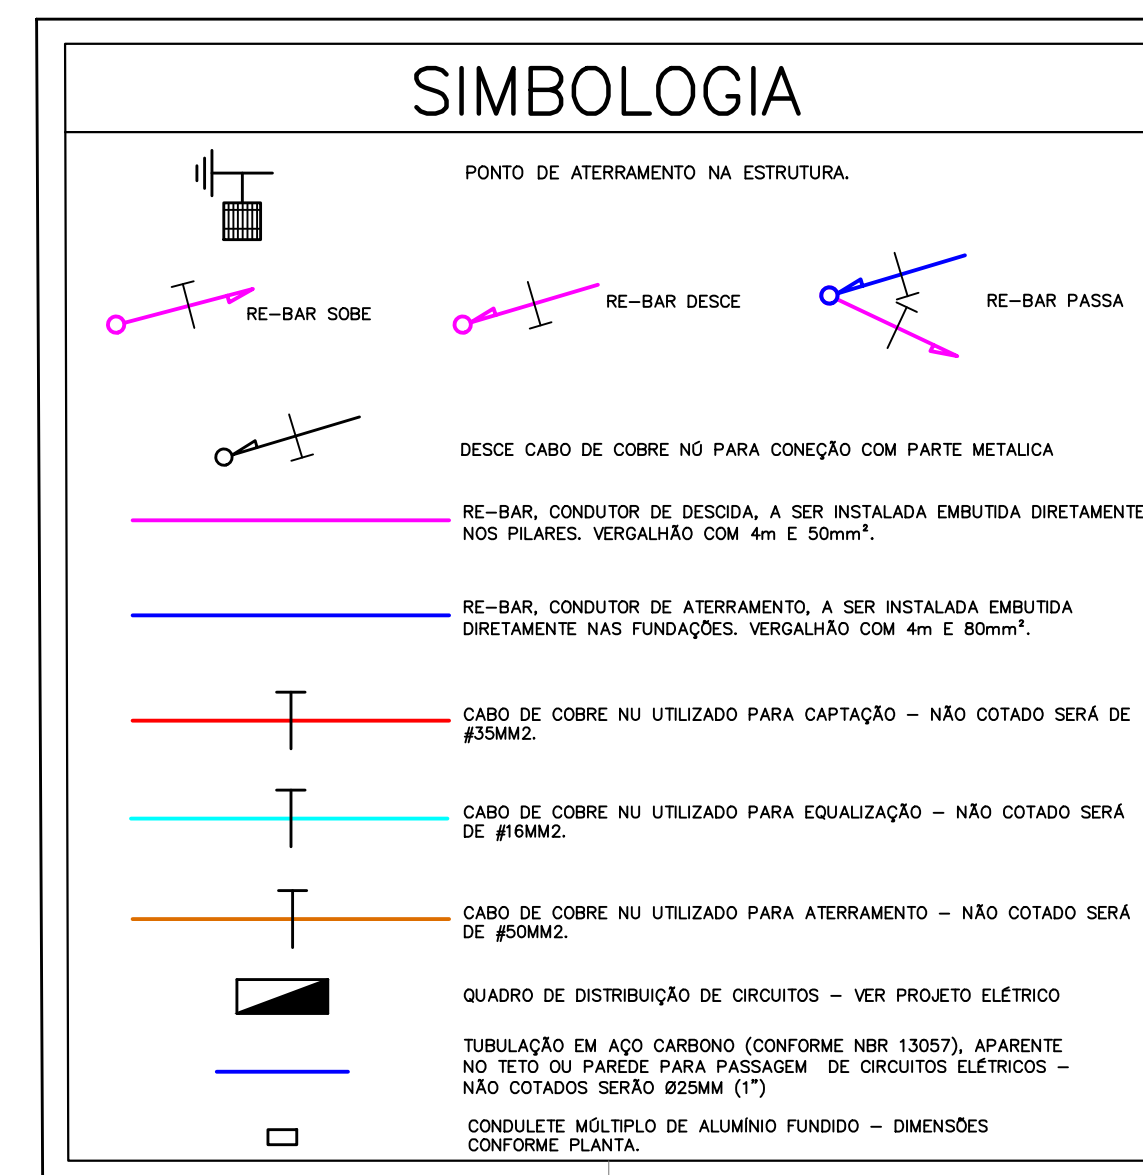 SIMBOLOGIA
PONTO DE ATERRAMENTO NA ESTRUTURA.
RE-BAR SOBE
RE-BAR DESCE
RE-BAR PASSA
DESCE CABO DE COBRE NÚ PARA CONEÇÃO COM PARTE METALICA
RE-BAR, CONDUTOR DE DESCIDA, A SER INSTALADA EMBUTIDA DIRETAMENTE
NOS PILARES. VERGALHÃO COM 4m E 50mm².
RE-BAR, CONDUTOR DE ATERRAMENTO, A SER INSTALADA EMBUTIDA
DIRETAMENTE NAS FUNDAÇÕES. VERGALHÃO COM 4m E 80mm².
CABO DE COBRE NU UTILIZADO PARA CAPTAÇÃO – NÃO COTADO SERÁ DE
#35MM2.
CABO DE COBRE NU UTILIZADO PARA EQUALIZAÇÃO – NÃO COTADO SERÁ
DE #16MM2.
CABO DE COBRE NU UTILIZADO PARA ATERRAMENTO – NÃO COTADO SERÁ
DE #50MM2.
QUADRO DE DISTRIBUIÇÃO DE CIRCUITOS – VER PROJETO ELÉTRICO
TUBULAÇÃO EM AÇO CARBONO (CONFORME NBR 13057), APARENTE
NO TETO OU PAREDE PARA PASSAGEM DE CIRCUITOS ELÉTRICOS –
NÃO COTADOS SERÃO Ø25MM (1")
CONDULETE MÚLTIPLO DE ALUMÍNIO FUNDIDO – DIMENSÕES
CONFORME PLANTA.